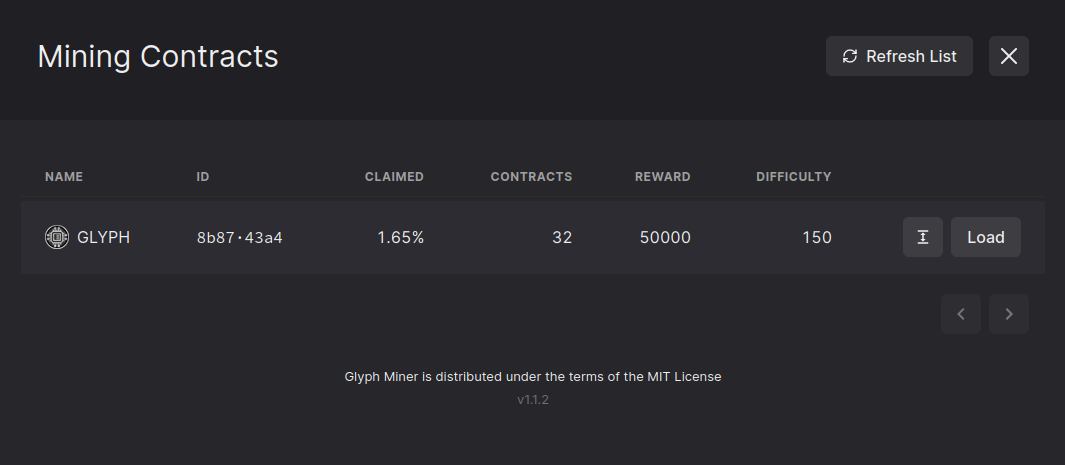 Mining Contracts
Refresh List
NAME ID CLAIMED CONTRACTS REWARD DIFFICULTY
GLYPH 8b87·43a4 1.65% 32 50000 150 Load
Glyph Miner is distributed under the terms of the MIT License
v1.1.2